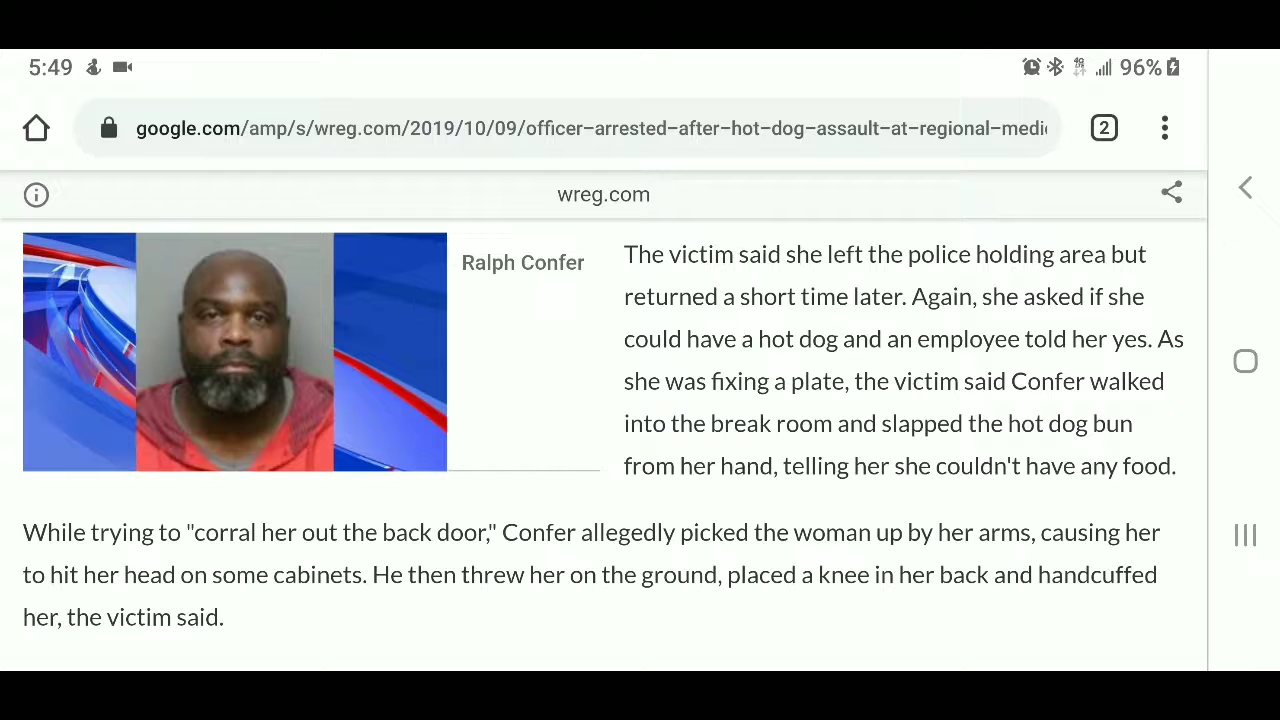 5:49
96%
google.com/amp/s/wreg.com/2019/10/09/officer-arrested-after-hot-dog-assault-at-regional-medi
2
wreg.com
Ralph Confer
The victim said she left the police holding area but
returned a short time later. Again, she asked if she
could have a hot dog and an employee told her yes. As
she was fixing a plate, the victim said Confer walked
into the break room and slapped the hot dog bun
from her hand, telling her she couldn't have any food.
While trying to "corral her out the back door," Confer allegedly picked the woman up by her arms, causing her
to hit her head on some cabinets. He then threw her on the ground, placed a knee in her back and handcuffed
her, the victim said.